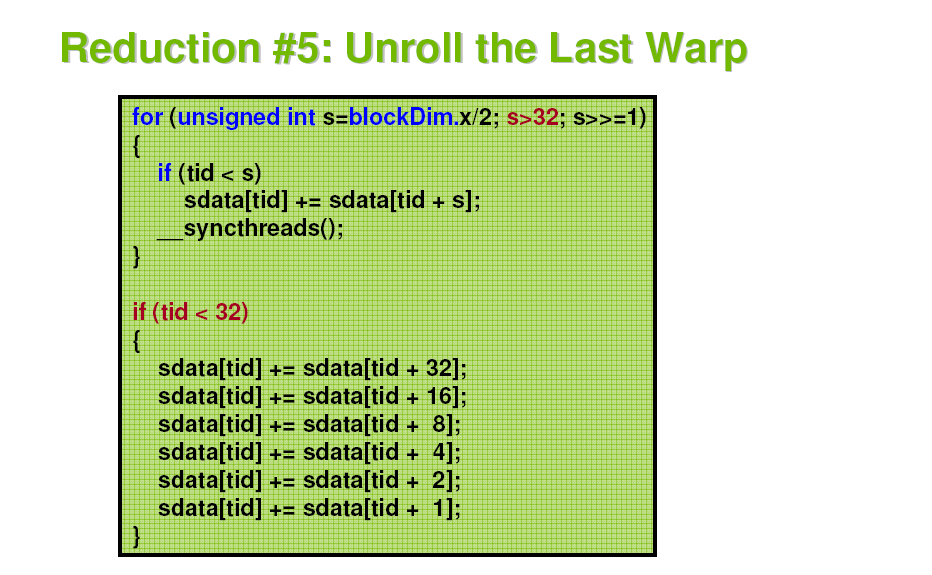 Reduction #5: Unroll the Last Warp
for (unsigned int s=blockDim.x/2; s>32; s>>=1)
{
    if (tid < s)
        sdata[tid] += sdata[tid + s];
    __syncthreads();
}
if (tid < 32)
{
    sdata[tid] += sdata[tid + 32];
    sdata[tid] += sdata[tid + 16];
    sdata[tid] += sdata[tid +  8];
    sdata[tid] += sdata[tid +  4];
    sdata[tid] += sdata[tid +  2];
    sdata[tid] += sdata[tid +  1];
}